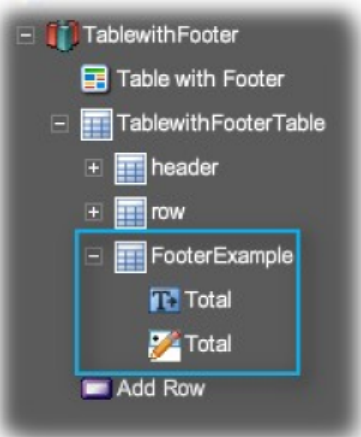 TablewithFooter
Table with Footer
TablewithFooterTable
header
row
FooterExample
Total
Total
Add Row